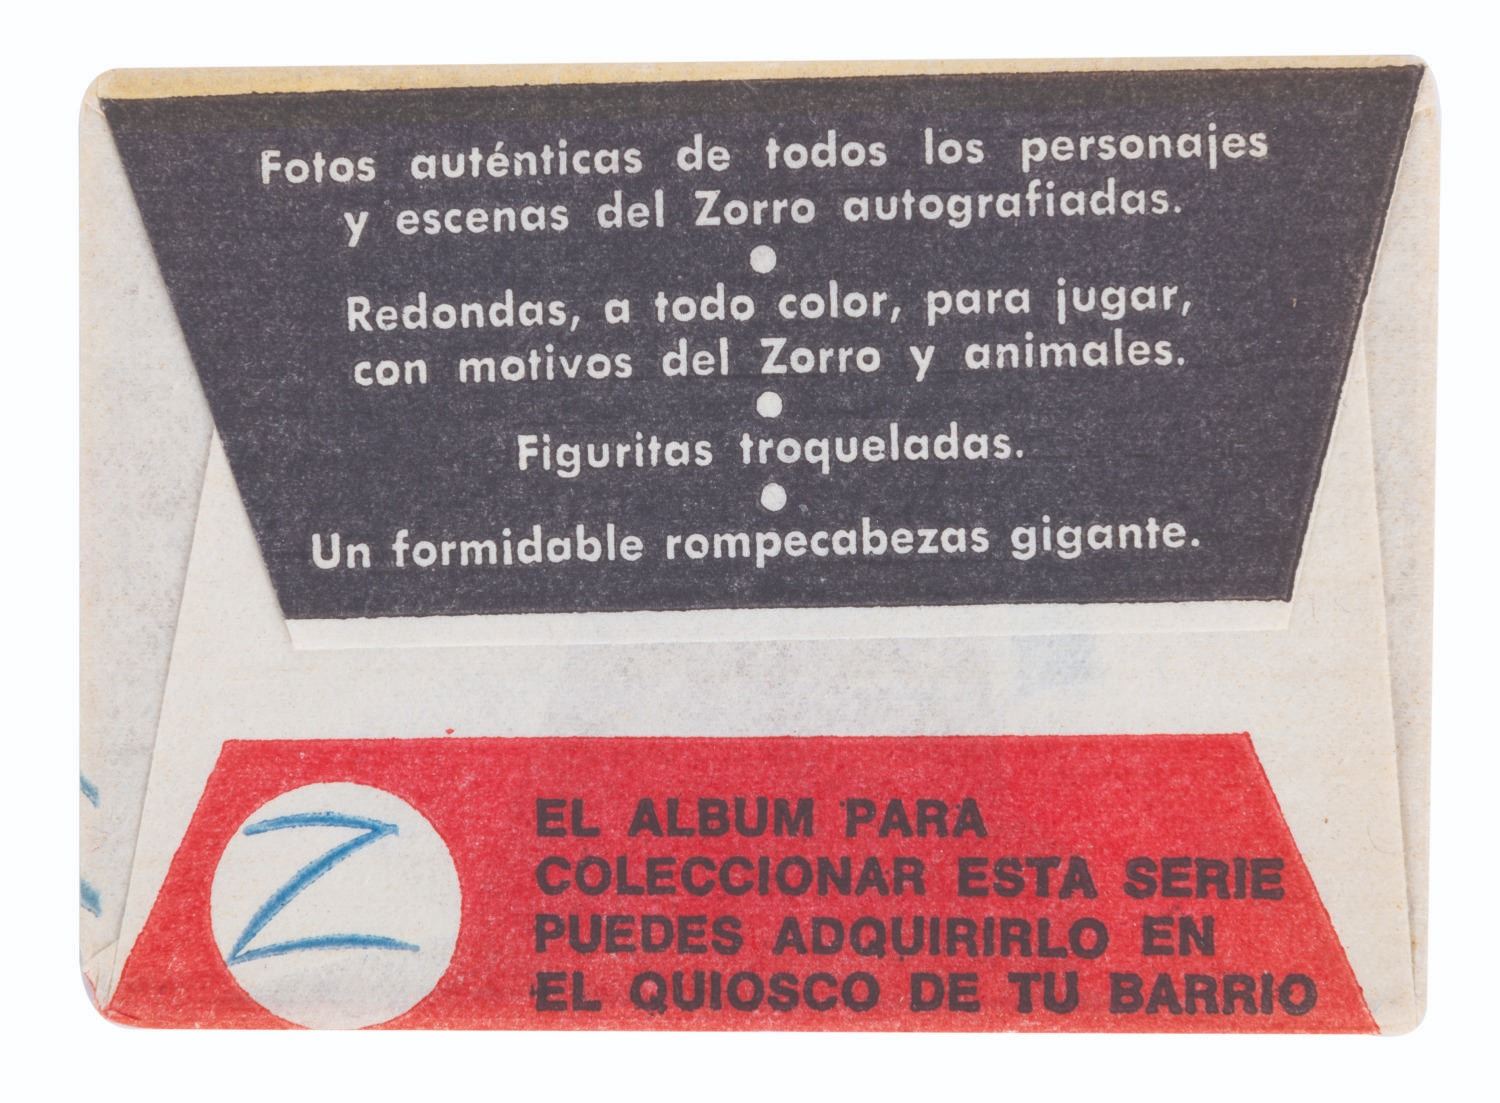 Fotos auténticas de todos los personajes
y escenas del Zorro autografiadas.
Redondas, a todo color, para jugar,
con motivos del Zorro y animales.
Figuritas troqueladas.
Un formidable rompecabezas gigante.
Z
EL ALBUM PARA
COLECCIONAR ESTA SERIE
PUEDES ADQUIRIRLO EN
EL QUIOSCO DE TU BARRIO